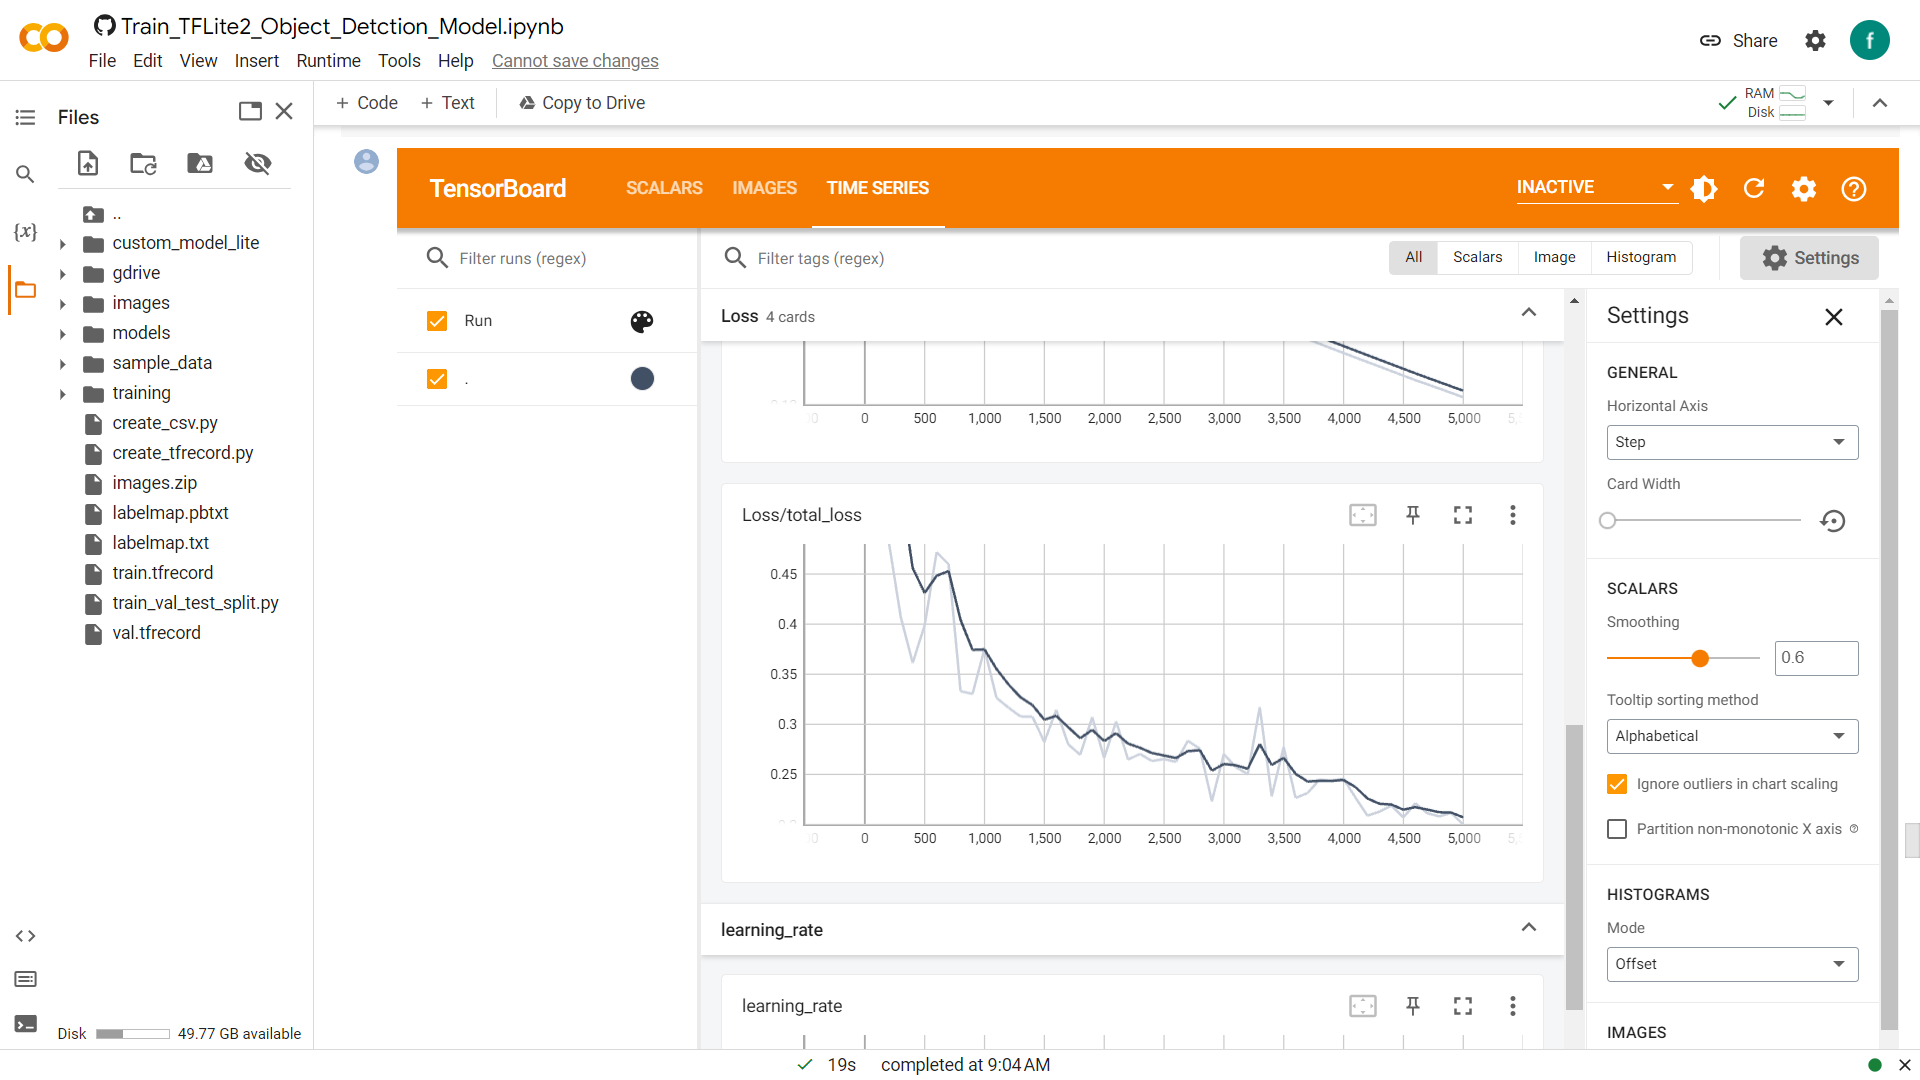 Train_TFLite2_Object_Detction_Model.ipynb
File Edit View Insert Runtime Tools Help Cannot save changes
Share
f
Files
+ Code + Text Copy to Drive
RAM
Disk
..
custom_model_lite
gdrive
images
models
sample_data
training
create_csv.py
create_tfrecord.py
images.zip
labelmap.pbtxt
labelmap.txt
train.tfrecord
train_val_test_split.py
val.tfrecord
{x}
Disk 49.77 GB available
TensorBoard SCALARS IMAGES TIME SERIES INACTIVE
Filter runs (regex)
Run
.
Filter tags (regex)
All Scalars Image Histogram
Settings
Loss 4 cards
0 500 1,000 1,500 2,000 2,500 3,000 3,500 4,000 4,500 5,000
Loss/total_loss
0.45
0.4
0.35
0.3
0.25
0 500 1,000 1,500 2,000 2,500 3,000 3,500 4,000 4,500 5,000
learning_rate
learning_rate
Settings
GENERAL
Horizontal Axis
Step
Card Width
SCALARS
Smoothing
0.6
Tooltip sorting method
Alphabetical
Ignore outliers in chart scaling
Partition non-monotonic X axis
HISTOGRAMS
Mode
Offset
IMAGES
19s completed at 9:04 AM